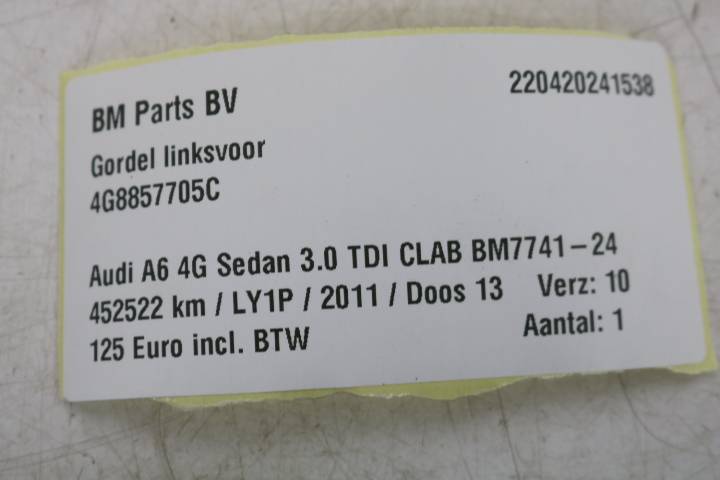 BM Parts BV 220420241538
Gordel linksvoor
4G8857705C
Audi A6 4G Sedan 3.0 TDI CLAB BM7741-24
452522 km / LY1P / 2011 / Doos 13 Verz: 10
125 Euro incl. BTW Aantal: 1